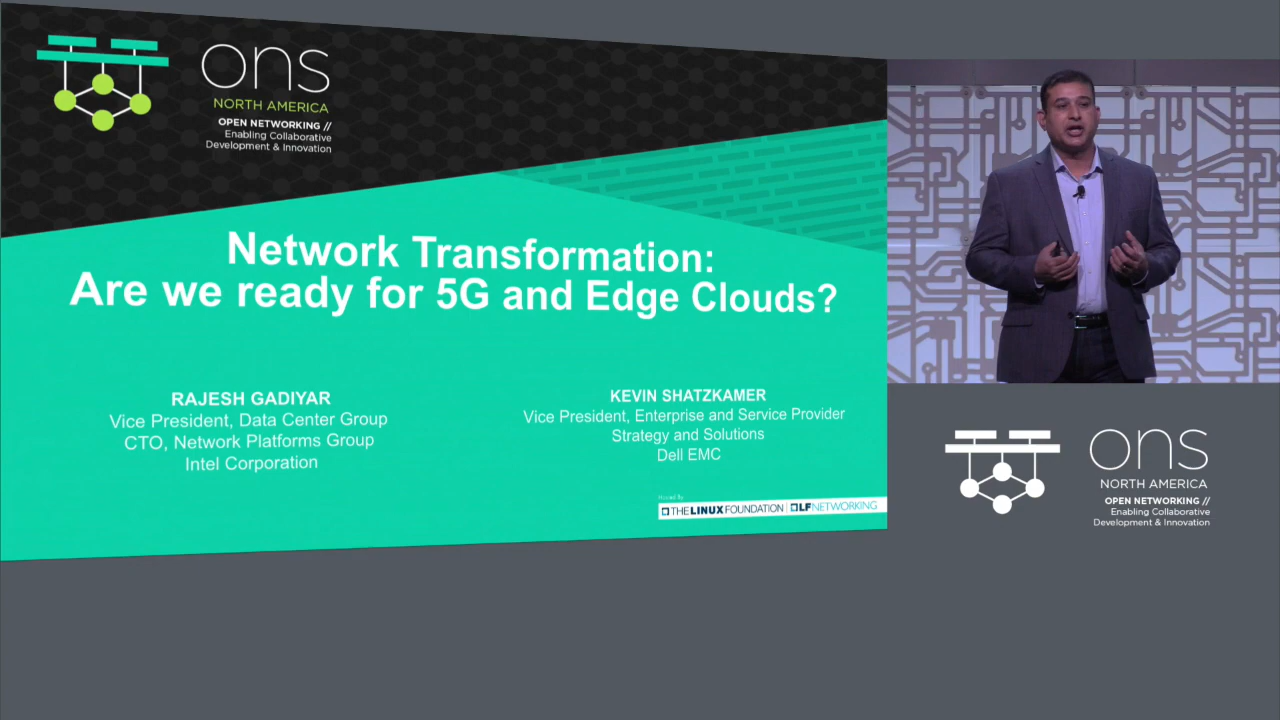 ons
NORTH AMERICA
OPEN NETWORKING //
Enabling Collaborative
Development & Innovation
Network Transformation:
Are we ready for 5G and Edge Clouds?
RAJESH GADIYAR
Vice President, Data Center Group
CTO, Network Platforms Group
Intel Corporation
KEVIN SHATZKAMER
Vice President, Enterprise and Service Provider
Strategy and Solutions
Dell EMC
Hosted By
THE LINUX FOUNDATION | LF NETWORKING
ons
NORTH AMERICA
OPEN NETWORKING //
Enabling Collaborative
Development & Innovation